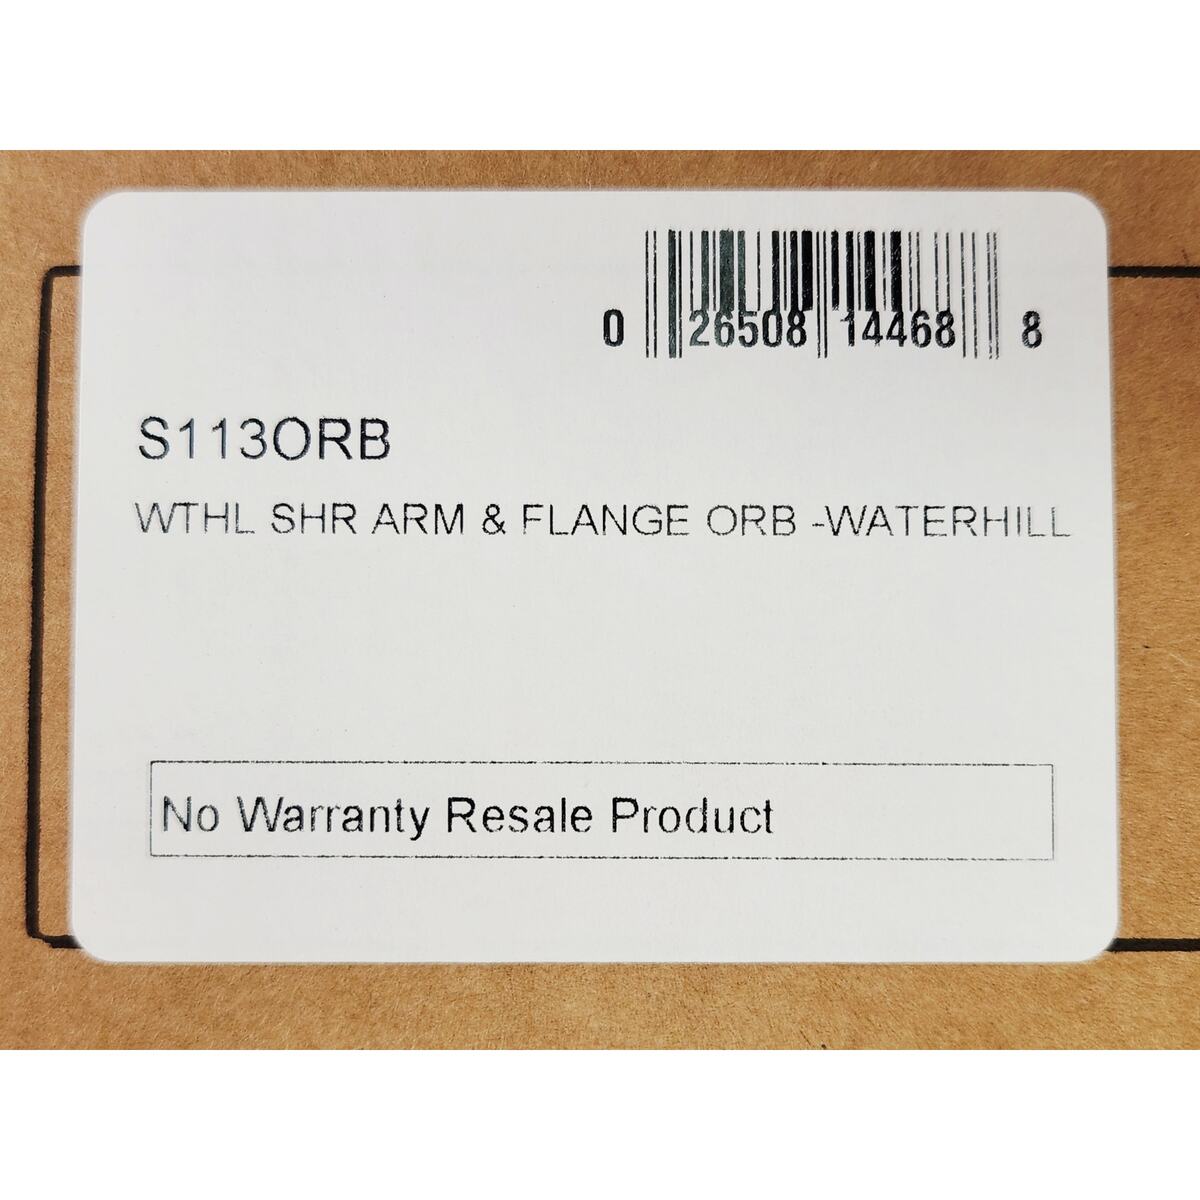 0 26508 14468 8
S113ORB
WTHL SHR ARM & FLANGE ORB -WATERHILL
No Warranty Resale Product